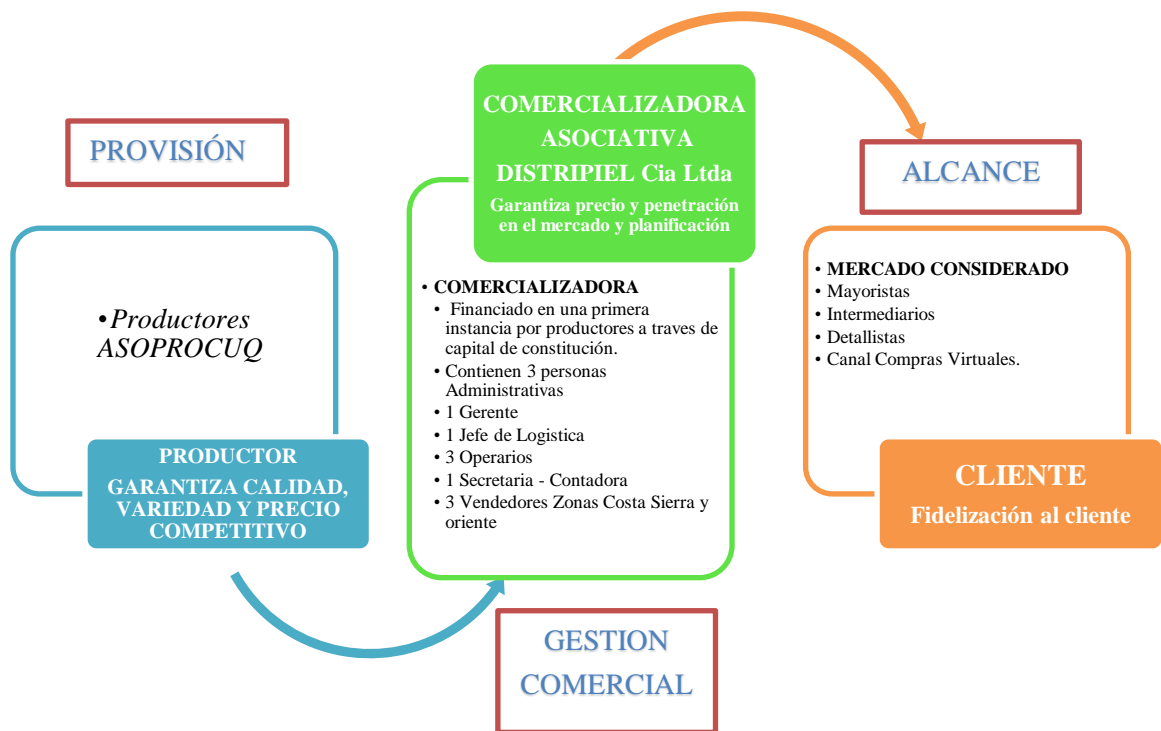 PROVISIÓN
• Productores
ASOPROCUQ
PRODUCTOR
GARANTIZA CALIDAD,
VARIEDAD Y PRECIO
COMPETITIVO
COMERCIALIZADORA
ASOCIATIVA
DISTRIPIEL Cia Ltda
Garantiza precio y penetración
en el mercado y planificación
• COMERCIALIZADORA
• Financiado en una primera
instancia por productores a traves de
capital de constitución.
• Contienen 3 personas
Administrativas
• 1 Gerente
• 1 Jefe de Logistica
• 3 Operarios
• 1 Secretaria - Contadora
• 3 Vendedores Zonas Costa Sierra y
oriente
GESTION
COMERCIAL
ALCANCE
• MERCADO CONSIDERADO
• Mayoristas
• Intermediarios
• Detallistas
• Canal Compras Virtuales.
CLIENTE
Fidelización al cliente